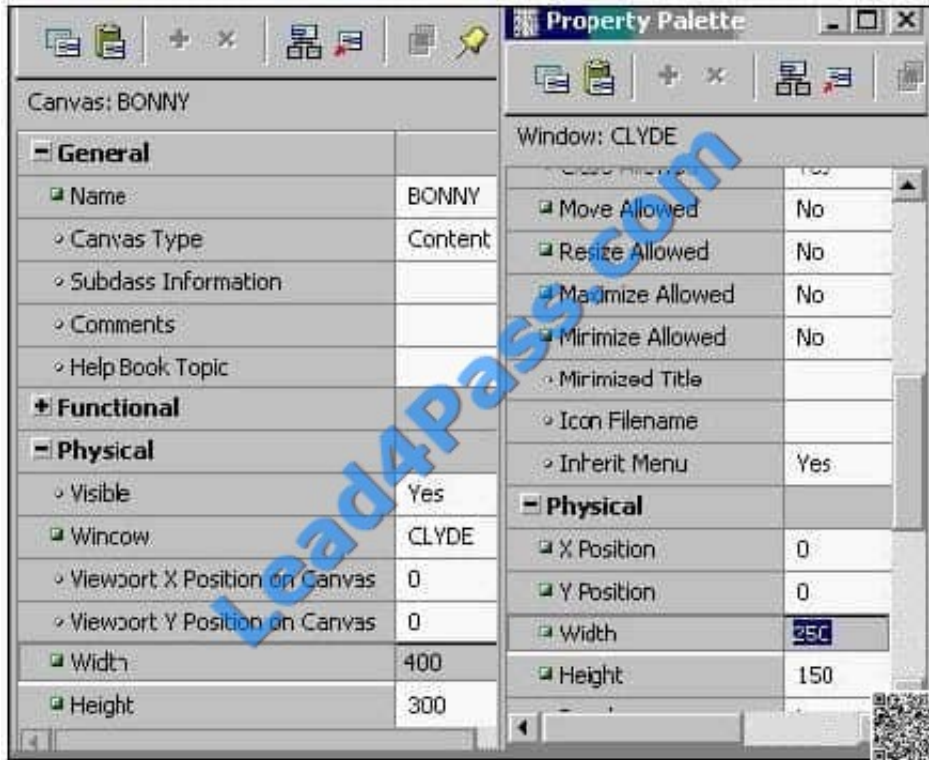 Canvas: BONNY
General
Name BONNY
Canvas Type Content
Subclass Information
Comments
Help Book Topic
Functional
Physical
Visible Yes
Window CLYDE
Viewport X Position on Canvas 0
Viewport Y Position on Canvas 0
Width 400
Height 300
Property Palette
Window: CLYDE
Move Allowed No
Resize Allowed No
Maximize Allowed No
Minimize Allowed No
Minimized Title
Icon Filename
Inherit Menu Yes
Physical
X Position 0
Y Position 0
Width 250
Height 150
Lead4Pass.com